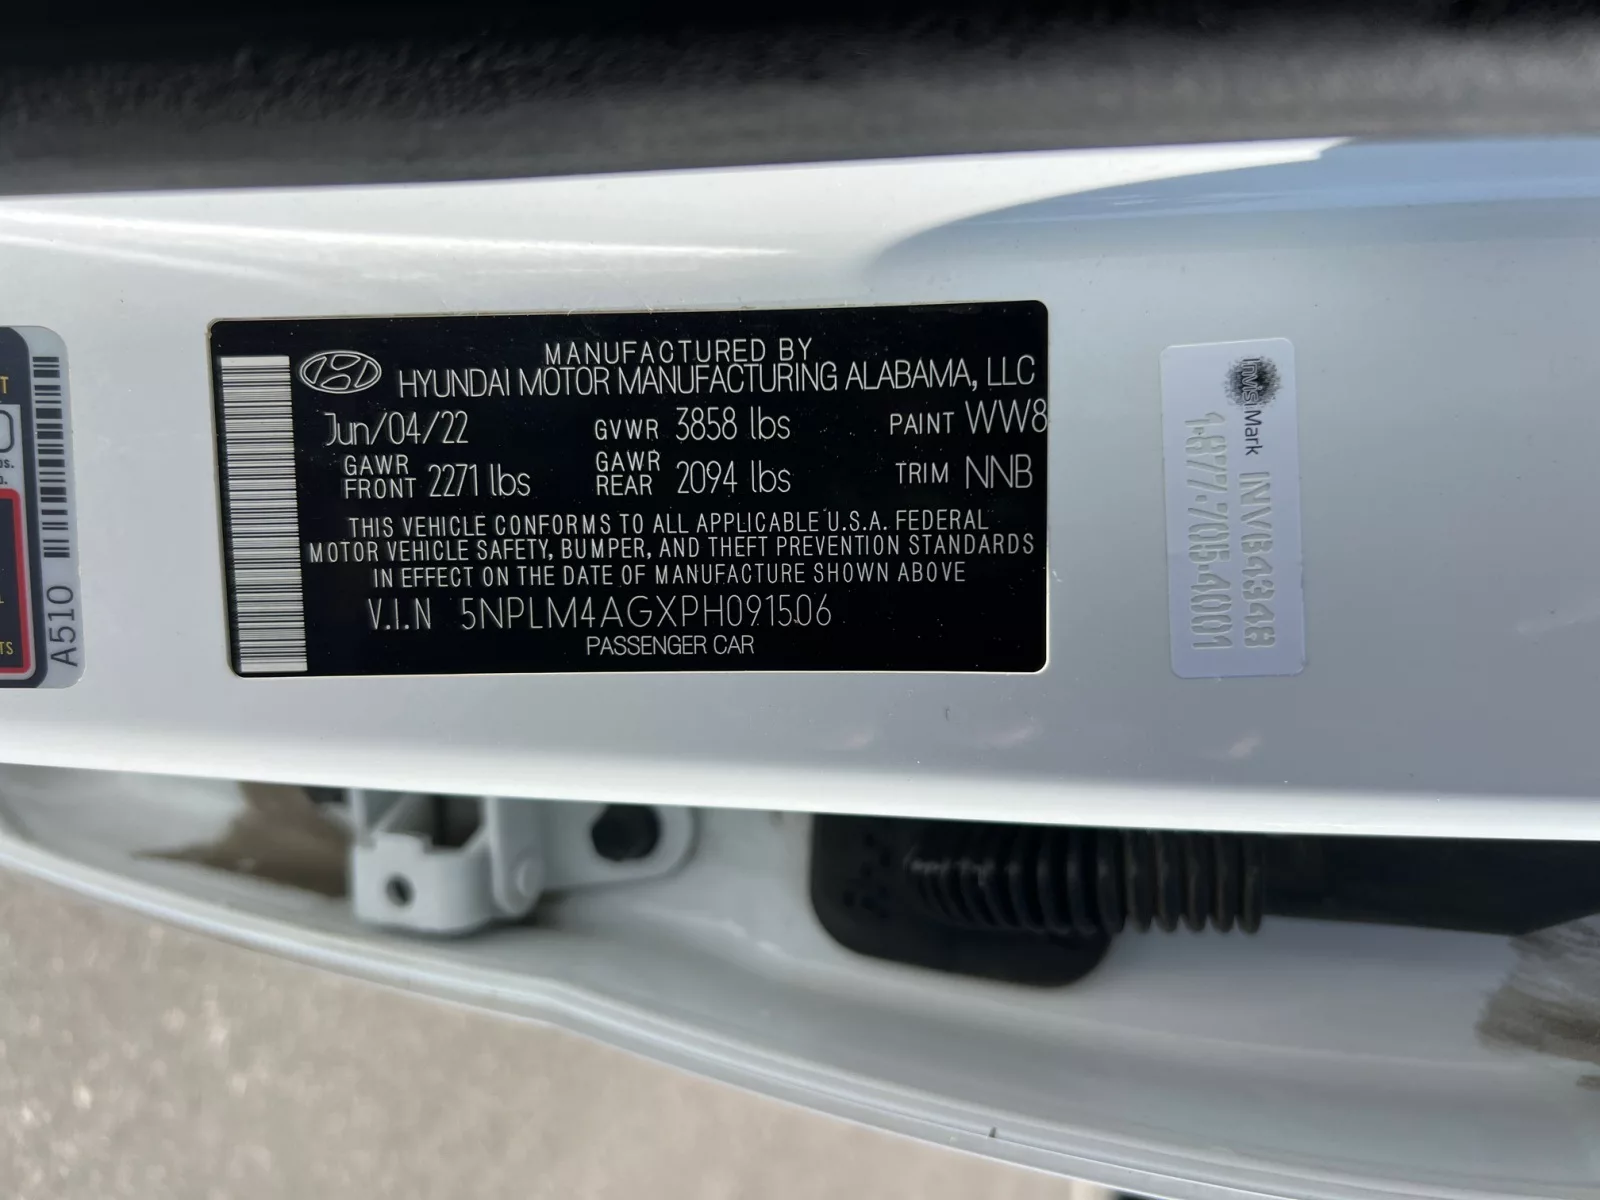 MANUFACTURED BY
HYUNDAI MOTOR MANUFACTURING ALABAMA, LLC
Jun/04/22 GVWR 3858 lbs PAINT WW8
GAWR FRONT 2271 lbs GAWR REAR 2094 lbs TRIM NNB
THIS VEHICLE CONFORMS TO ALL APPLICABLE U.S.A. FEDERAL
MOTOR VEHICLE SAFETY, BUMPER, AND THEFT PREVENTION STANDARDS
IN EFFECT ON THE DATE OF MANUFACTURE SHOWN ABOVE
V.I.N 5NPLM4AGXPH091506
PASSENGER CAR
A510
InvisiMark
INV64348
1.877.705.4001